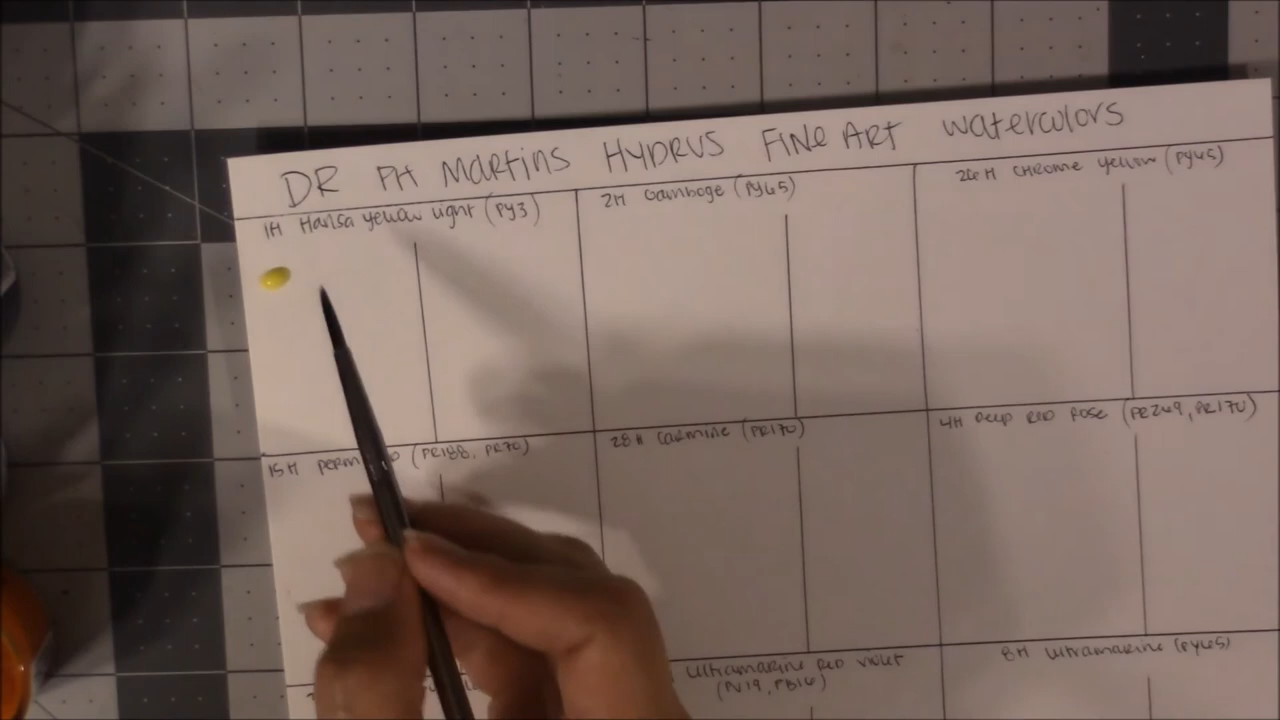 DR PH Martins HYDRUS FINE ART watercolors
1H Hansa yellow light (PY3)
2H Gamboge (PY65)
26H CHROME yellow (PY65)
15H perm (PR188, PR70)
28H carmine (PR170)
4H Deep Red Rose (PR249, PR170)
ultramarine Red violet
(PV19, PB16)
8H ultramarine (PY65)